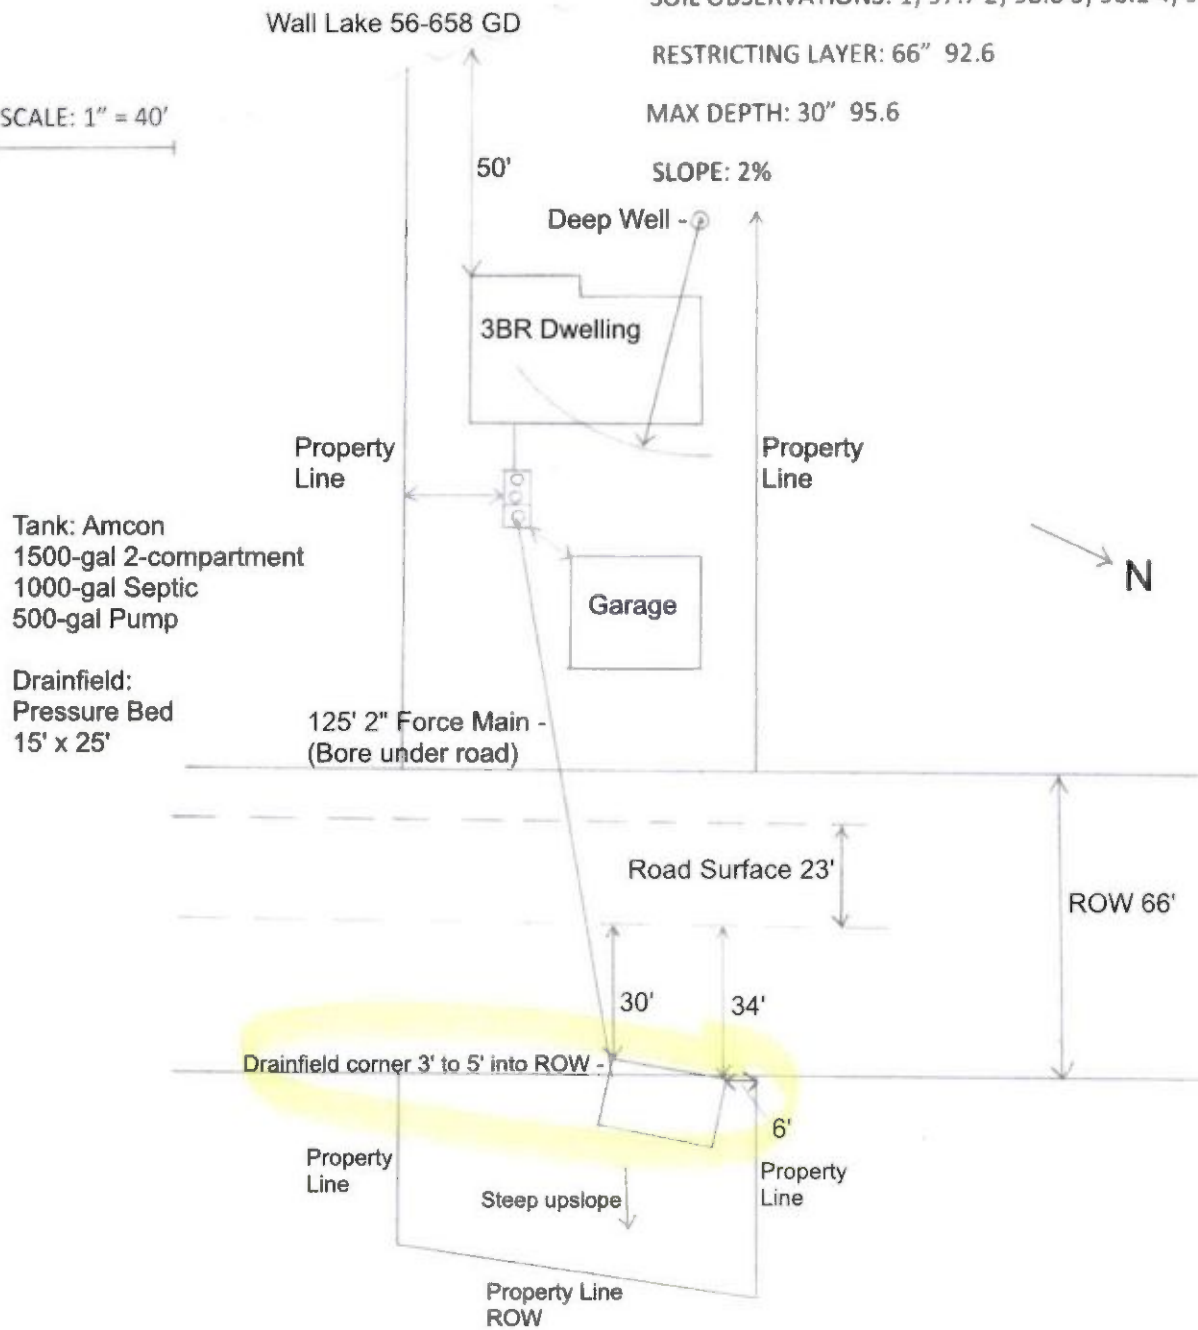 SOIL OBSERVATIONS: 1,
Wall Lake 56-658 GD
RESTRICTING LAYER: 66” 92.6
SCALE: 1” = 40’
MAX DEPTH: 30” 95.6
50'
SLOPE: 2%
Deep Well -
3BR Dwelling
Property
Line
Property
Line
Tank: Amcon
1500-gal 2-compartment
1000-gal Septic
500-gal Pump
N
Garage
Drainfield:
Pressure Bed
15' x 25'
125' 2" Force Main -
(Bore under road)
Road Surface 23'
ROW 66'
30'
34'
Drainfield corner 3' to 5' into ROW -
6'
Property
Line
Property
Line
Steep upslope
Property Line
ROW